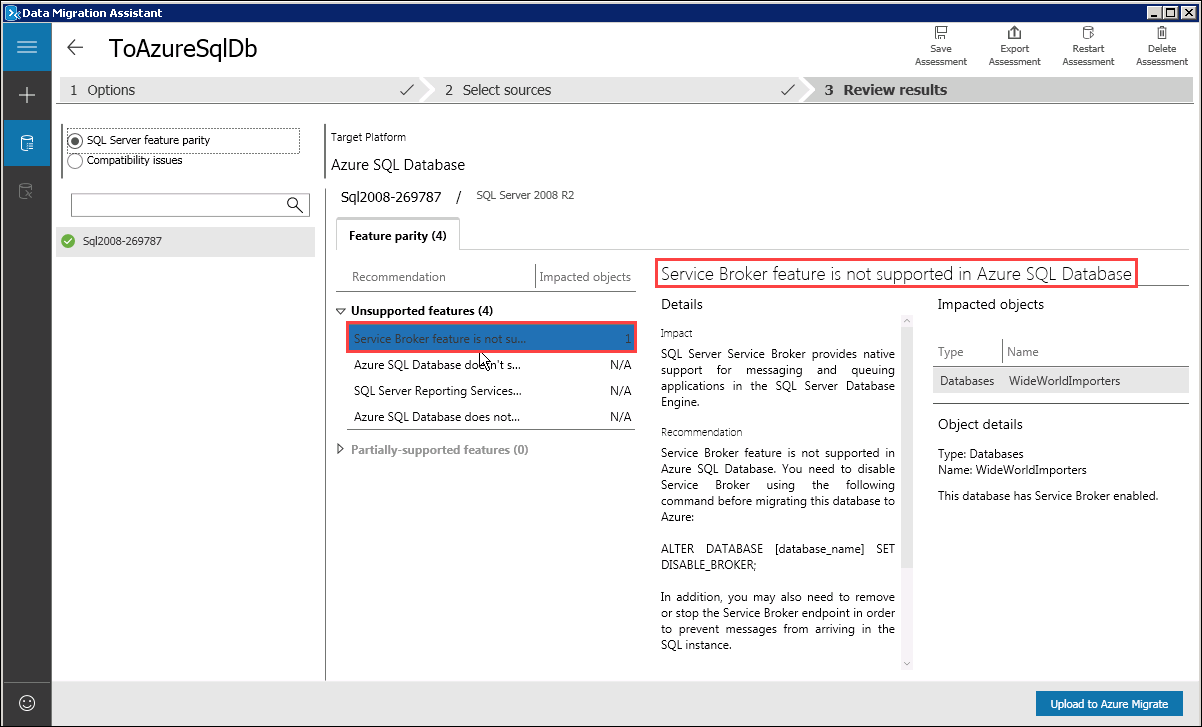 Data Migration Assistant
ToAzureSqlDb
Save Assessment
Export Assessment
Restart Assessment
Delete Assessment
1 Options
2 Select sources
3 Review results
SQL Server feature parity
Compatibility issues
Sql2008-269787
Target Platform
Azure SQL Database
Sql2008-269787 / SQL Server 2008 R2
Feature parity (4)
Recommendation
Impacted objects
Unsupported features (4)
Service Broker feature is not su... 1
Azure SQL Database doesn't s... N/A
SQL Server Reporting Services... N/A
Azure SQL Database does not... N/A
Partially-supported features (0)
Service Broker feature is not supported in Azure SQL Database
Details
Impact
SQL Server Service Broker provides native
support for messaging and queuing
applications in the SQL Server Database
Engine.
Recommendation
Service Broker feature is not supported in
Azure SQL Database. You need to disable
Service Broker using the following
command before migrating this database to
Azure:
ALTER DATABASE [database_name] SET
DISABLE_BROKER;
In addition, you may also need to remove
or stop the Service Broker endpoint in order
to prevent messages from arriving in the
SQL instance.
Impacted objects
Type Name
Databases WideWorldImporters
Object details
Type: Databases
Name: WideWorldImporters
This database has Service Broker enabled.
Upload to Azure Migrate